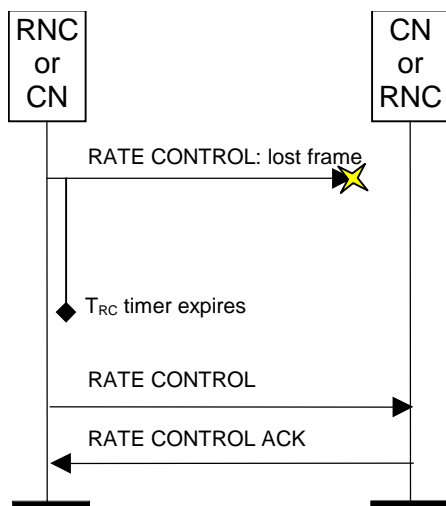 RNC
or
CN
CN
or
RNC
RATE CONTROL: lost frame
TRC timer expires
RATE CONTROL
RATE CONTROL ACK